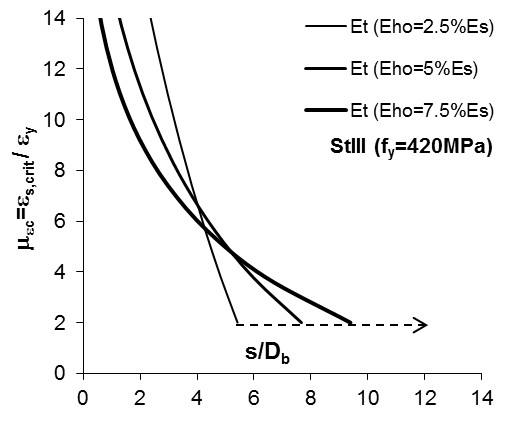 14
12
10
8
6
4
2
0
μεc=εs,crit/ εy
Et (Eho=2.5%Es)
Et (Eho=5%Es)
Et (Eho=7.5%Es)
StIII (fy=420MPa)
s/Db
0 2 4 6 8 10 12 14